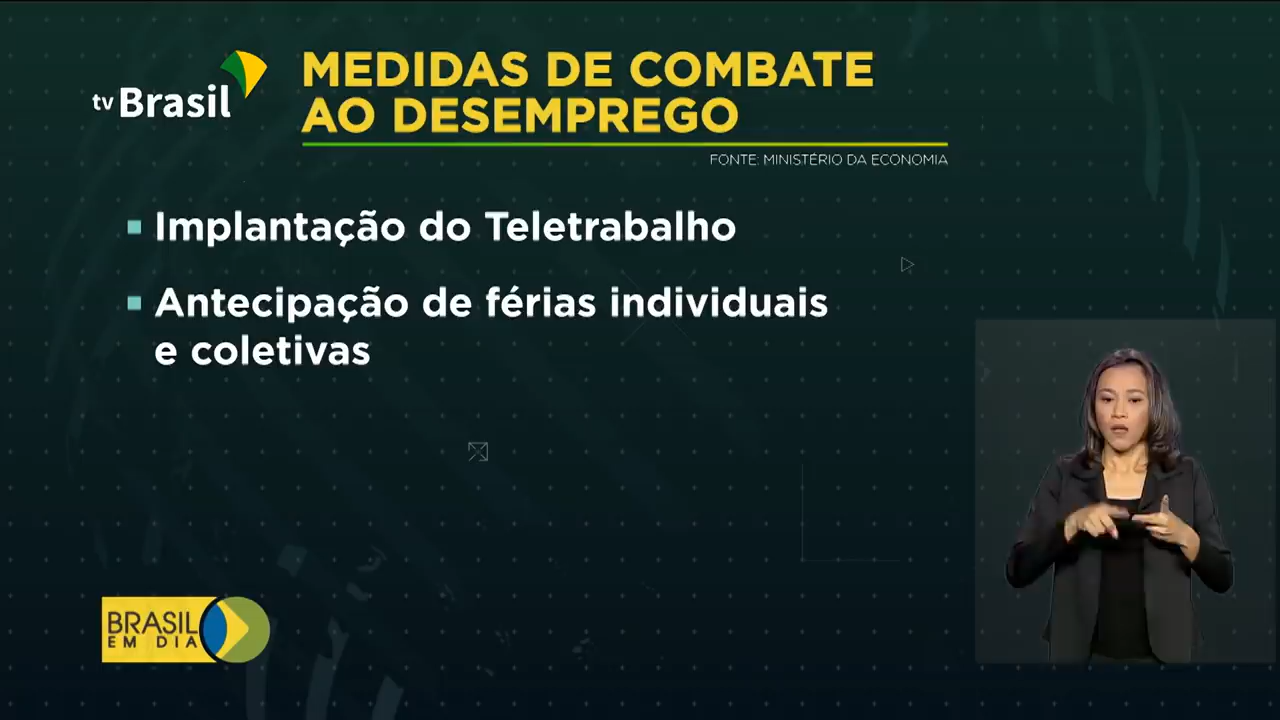 tv Brasil
MEDIDAS DE COMBATE
AO DESEMPREGO
FONTE: MINISTÉRIO DA ECONOMIA
Implantação do Teletrabalho
Antecipação de férias individuais
e coletivas
BRASIL
EM DIA